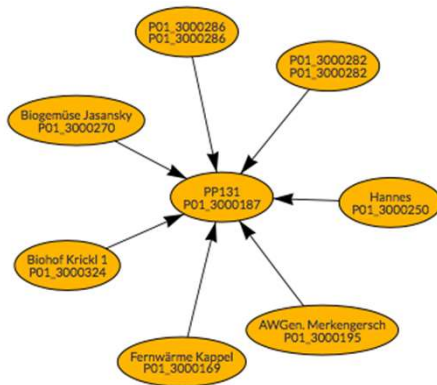 P01_3000286
P01_3000286
P01_3000282
P01_3000282
Biogemüse Jasansky
P01_3000270
PP131
P01_3000187
Hannes
P01_3000250
Biohof Krickl 1
P01_3000324
AWGen. Merkengersch
P01_3000195
Fernwärme Kappel
P01_3000169